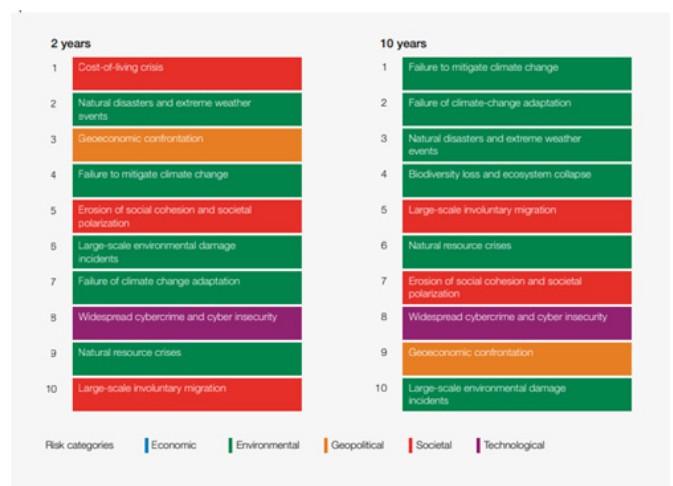 2 years
1 Cost-of-living crisis
2 Natural disasters and extreme weather
events
3 Geoeconomic confrontation
4 Failure to mitigate climate change
5 Erosion of social cohesion and societal
polarization
6 Large-scale environmental damage
incidents
7 Failure of climate change adaptation
8 Widespread cybercrime and cyber insecurity
9 Natural resource crises
10 Large-scale involuntary migration
10 years
1 Failure to mitigate climate change
2 Failure of climate-change adaptation
3 Natural disasters and extreme weather
events
4 Biodiversity loss and ecosystem collapse
5 Large-scale involuntary migration
6 Natural resource crises
7 Erosion of social cohesion and societal
polarization
8 Widespread cybercrime and cyber insecurity
9 Geoeconomic confrontation
10 Large-scale environmental damage
incidents
Risk categories Economic Environmental Geopolitical Societal Technological